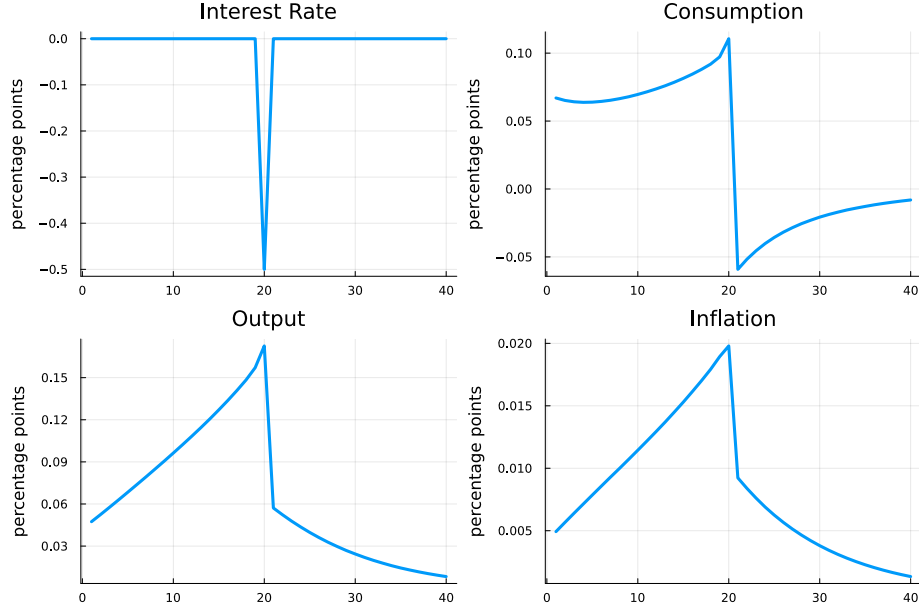 Interest Rate
percentage points
0.0
−0.1
−0.2
−0.3
−0.4
−0.5
0 10 20 30 40
Consumption
percentage points
0.10
0.05
0.00
−0.05
0 10 20 30 40
Output
percentage points
0.15
0.12
0.09
0.06
0.03
0 10 20 30 40
Inflation
percentage points
0.020
0.015
0.010
0.005
0 10 20 30 40